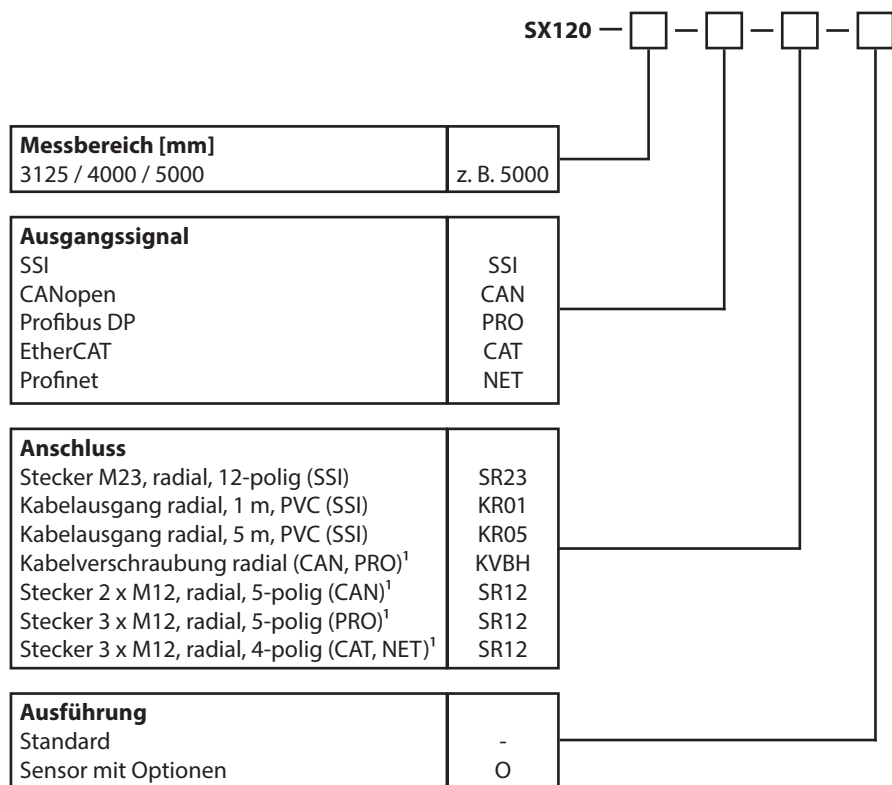 SX120 — — — —
Messbereich [mm]
3125 / 4000 / 5000 z. B. 5000
Ausgangssignal
SSI SSI
CANopen CAN
Profibus DP PRO
EtherCAT CAT
Profinet NET
Anschluss
Stecker M23, radial, 12-polig (SSI) SR23
Kabelausgang radial, 1 m, PVC (SSI) KR01
Kabelausgang radial, 5 m, PVC (SSI) KR05
Kabelverschraubung radial (CAN, PRO)¹ KVBH
Stecker 2 x M12, radial, 5-polig (CAN)¹ SR12
Stecker 3 x M12, radial, 5-polig (PRO)¹ SR12
Stecker 3 x M12, radial, 4-polig (CAT, NET)¹ SR12
Ausführung
Standard -
Sensor mit Optionen O